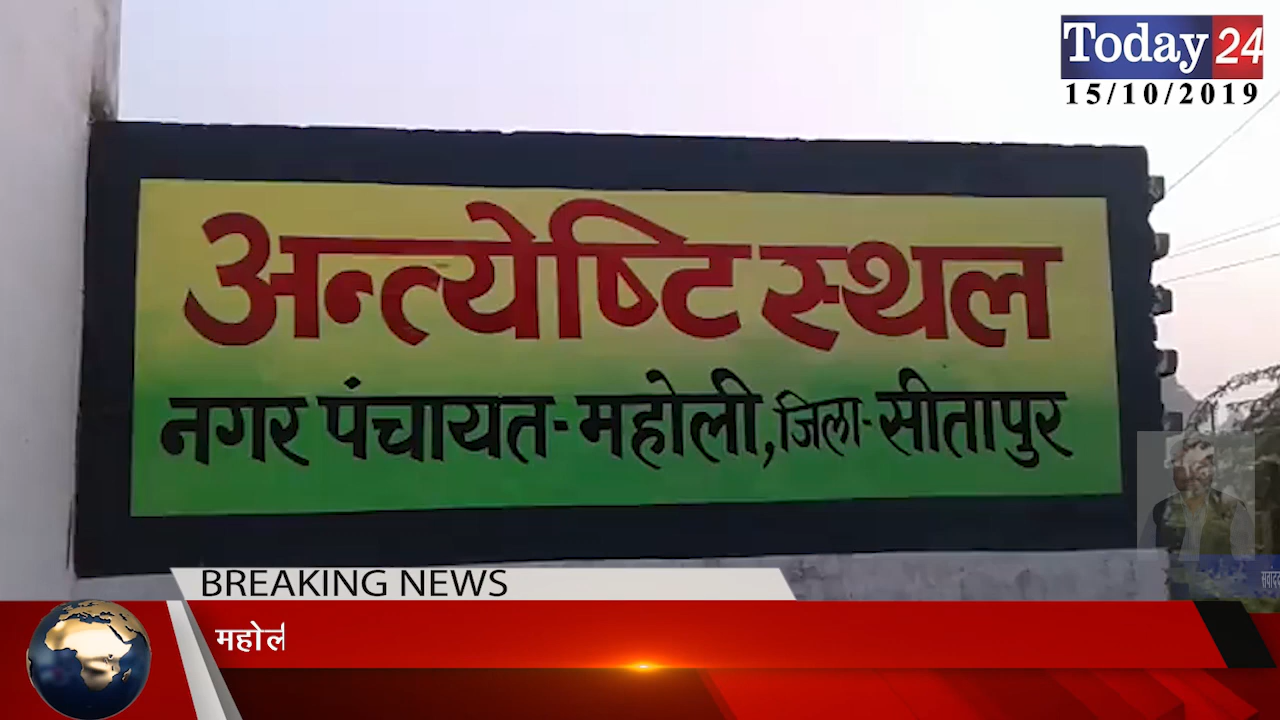 Today 24
15/10/2019
अन्त्येष्टि स्थल
नगर पंचायत-महोली, जिला-सीतापुर
BREAKING NEWS
महोली